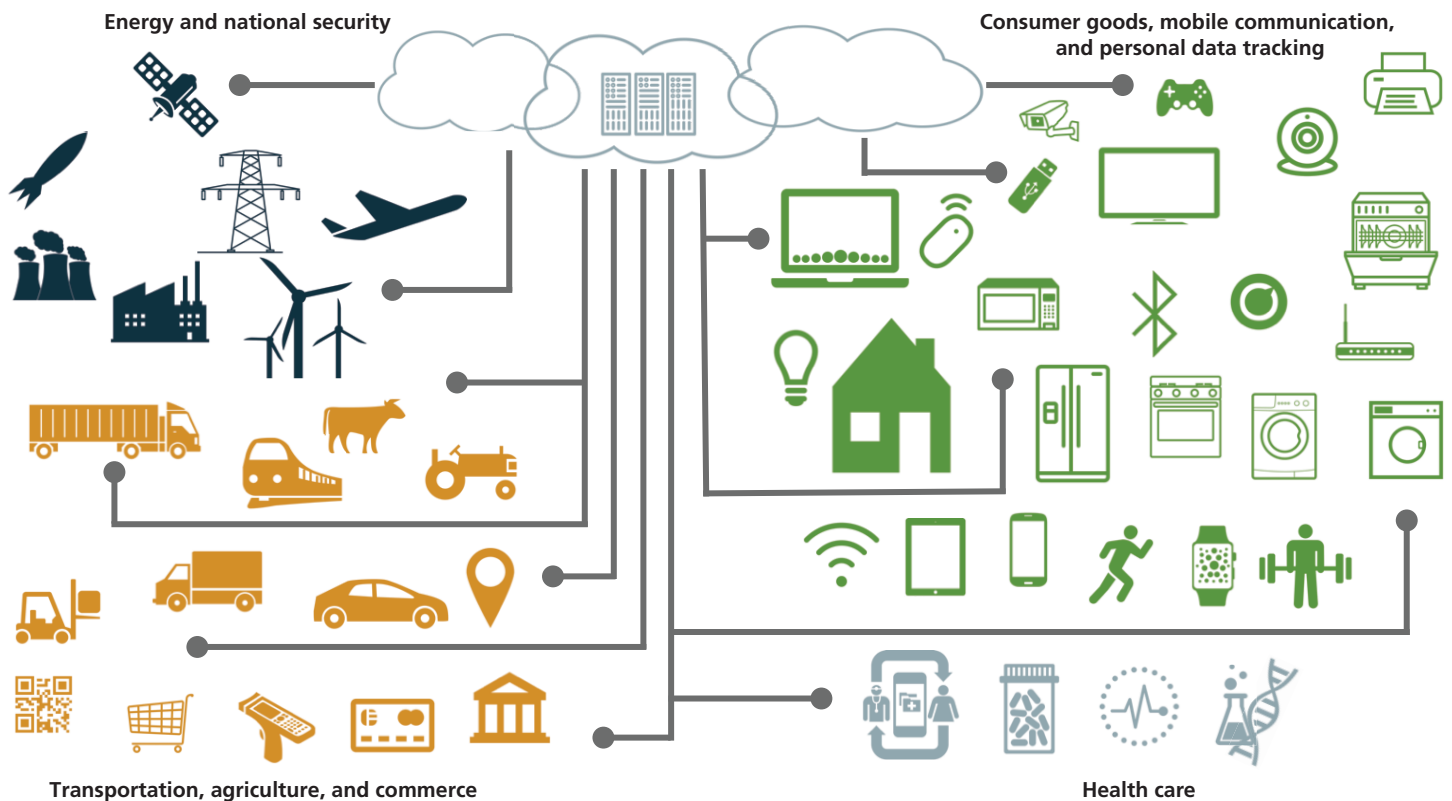 Energy and national security
Consumer goods, mobile communication,
and personal data tracking
Transportation, agriculture, and commerce
Health care